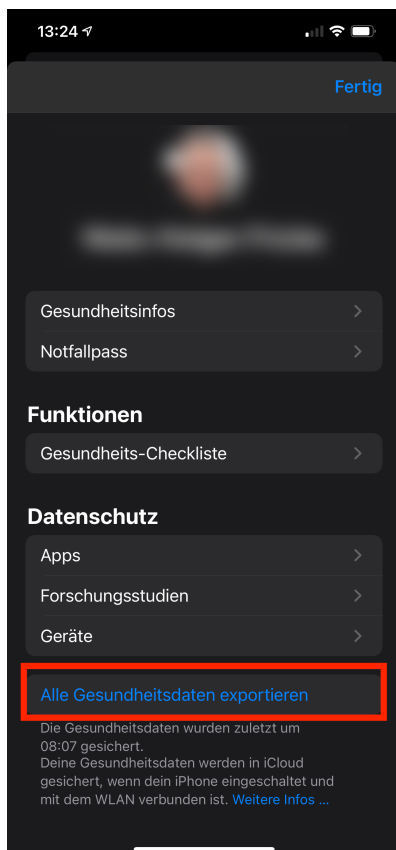 13:24
Fertig
Gesundheitsinfos
Notfallpass
Funktionen
Gesundheits-Checkliste
Datenschutz
Apps
Forschungsstudien
Geräte
Alle Gesundheitsdaten exportieren
Die Gesundheitsdaten wurden zuletzt um
08:07 gesichert.
Deine Gesundheitsdaten werden in iCloud
gesichert, wenn dein iPhone eingeschaltet und
mit dem WLAN verbunden ist. Weitere Infos ...